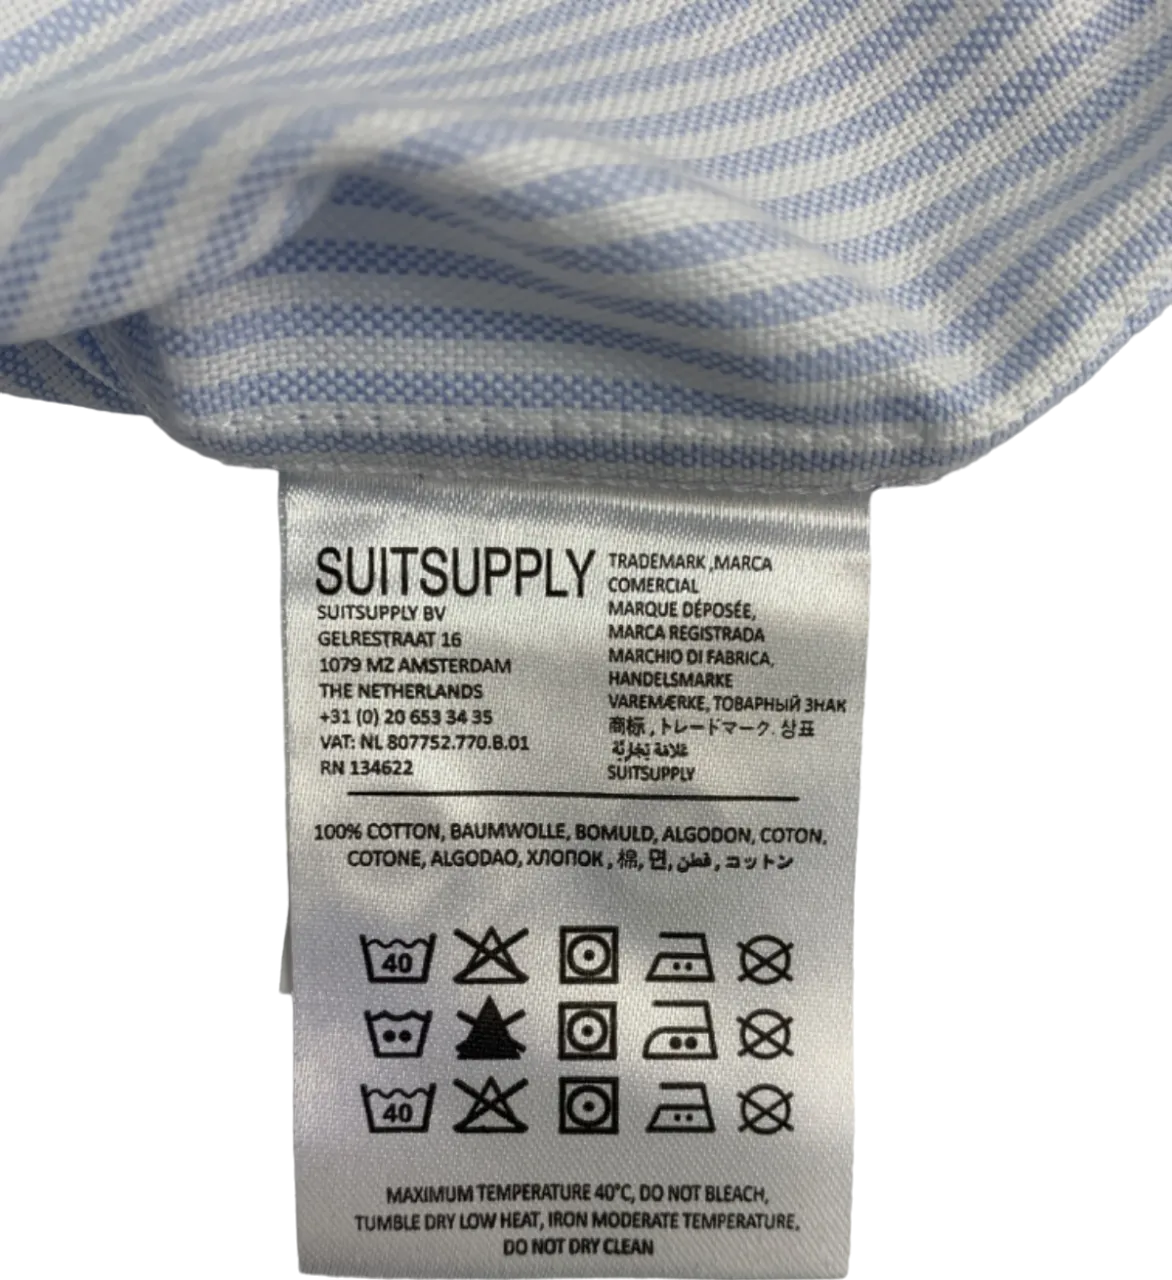 SUITSUPPLY
SUITSUPPLY BV
GELRESTRAAT 16
1079 MZ AMSTERDAM
THE NETHERLANDS
+31 (0) 20 653 34 35
VAT: NL 807752.770.B.01
RN 134622
TRADEMARK ,MARCA
COMERCIAL
MARQUE DÉPOSÉE,
MARCA REGISTRADA
MARCHIO DI FABRICA,
HANDELSMARKE
VAREMÆRKE, ТОВАРНЫЙ ЗНАК
商标 , トレードマーク. 상표
علامة تجارية
SUITSUPPLY
100% COTTON, BAUMWOLLE, BOMULD, ALGODON, COTON,
COTONE, ALGODAO, ХЛОПОК , 棉, 면, قطن , コットン
40
40
MAXIMUM TEMPERATURE 40°C, DO NOT BLEACH,
TUMBLE DRY LOW HEAT, IRON MODERATE TEMPERATURE,
DO NOT DRY CLEAN